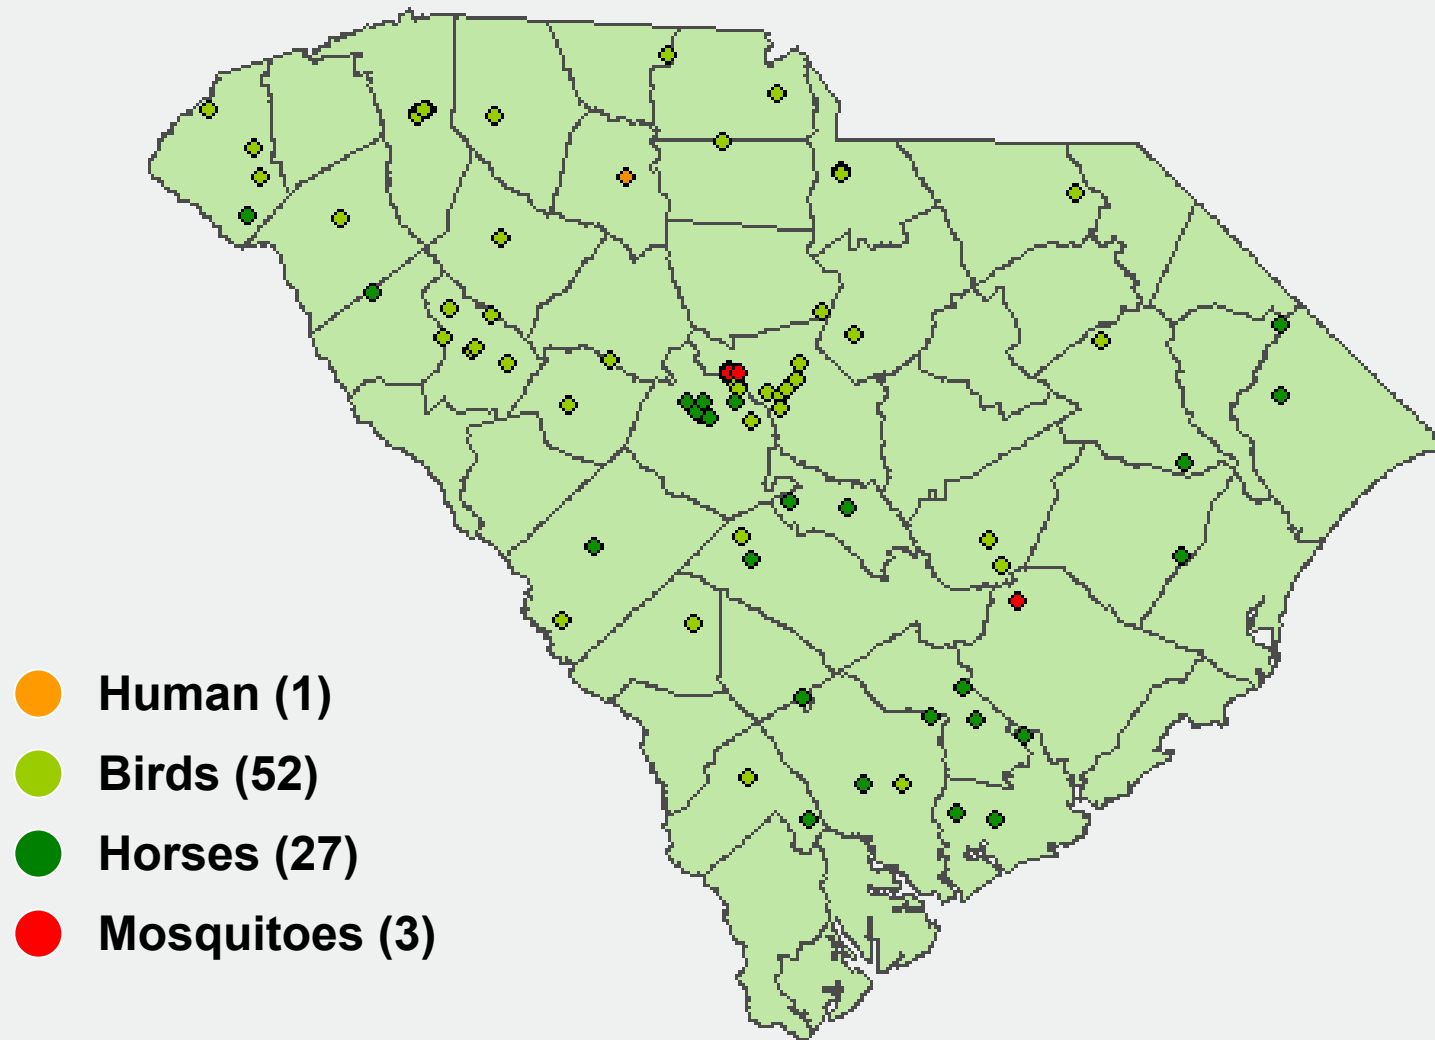 Human (1)
Birds (52)
Horses (27)
Mosquitoes (3)